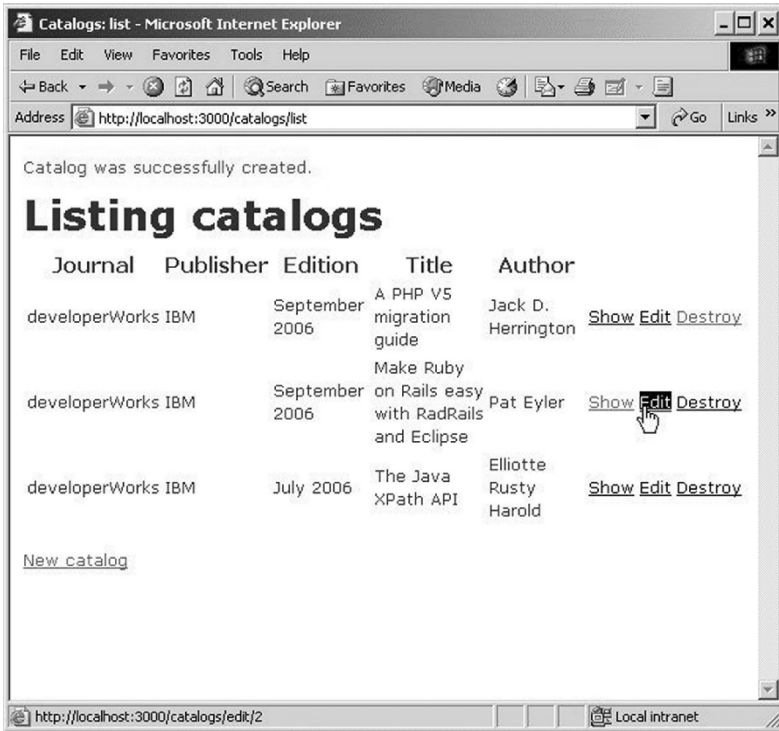 Catalogs: list - Microsoft Internet Explorer
File Edit View Favorites Tools Help
Back Search Favorites Media
Address http://localhost:3000/catalogs/list Go Links »
Catalog was successfully created.
Listing catalogs
Journal Publisher Edition Title Author
developerWorks IBM September 2006 A PHP V5 migration guide Jack D. Herrington Show Edit Destroy
developerWorks IBM September 2006 Make Ruby on Rails easy with RadRails and Eclipse Pat Eyler Show Edit Destroy
developerWorks IBM July 2006 The Java XPath API Elliotte Rusty Harold Show Edit Destroy
New catalog
http://localhost:3000/catalogs/edit/2 Local intranet